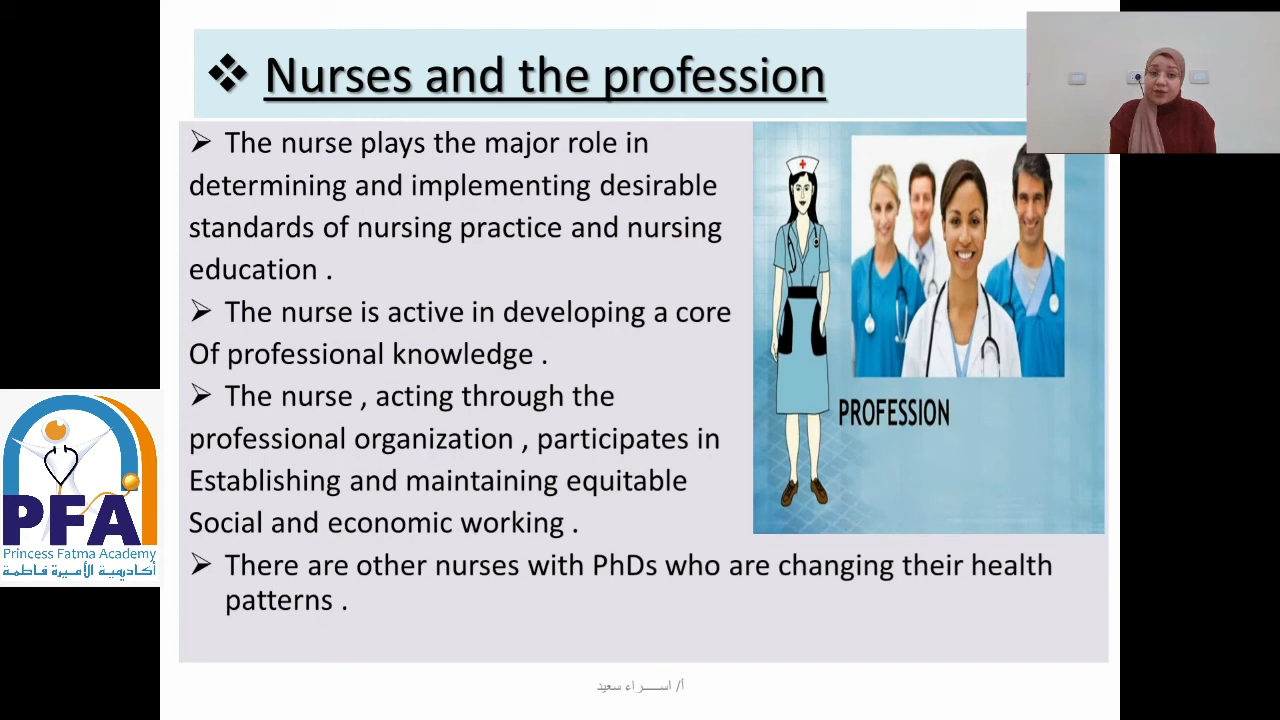 ❖ Nurses and the profession
➢ The nurse plays the major role in
determining and implementing desirable
standards of nursing practice and nursing
education .
➢ The nurse is active in developing a core
Of professional knowledge .
➢ The nurse , acting through the
professional organization , participates in
Establishing and maintaining equitable
Social and economic working .
➢ There are other nurses with PhDs who are changing their health
patterns .
PROFESSION
PFA
Princess Fatma Academy
أكاديمية الأميرة فاطمة
أ/ اســـراء سعيد